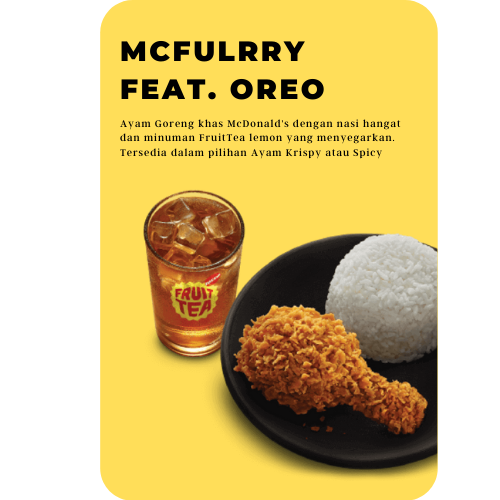 MCFULRRY
FEAT. OREO
Ayam Goreng khas McDonald's dengan nasi hangat
dan minuman FruitTea lemon yang menyegarkan.
Tersedia dalam pilihan Ayam Krispy atau Spicy
FRUIT
TEA